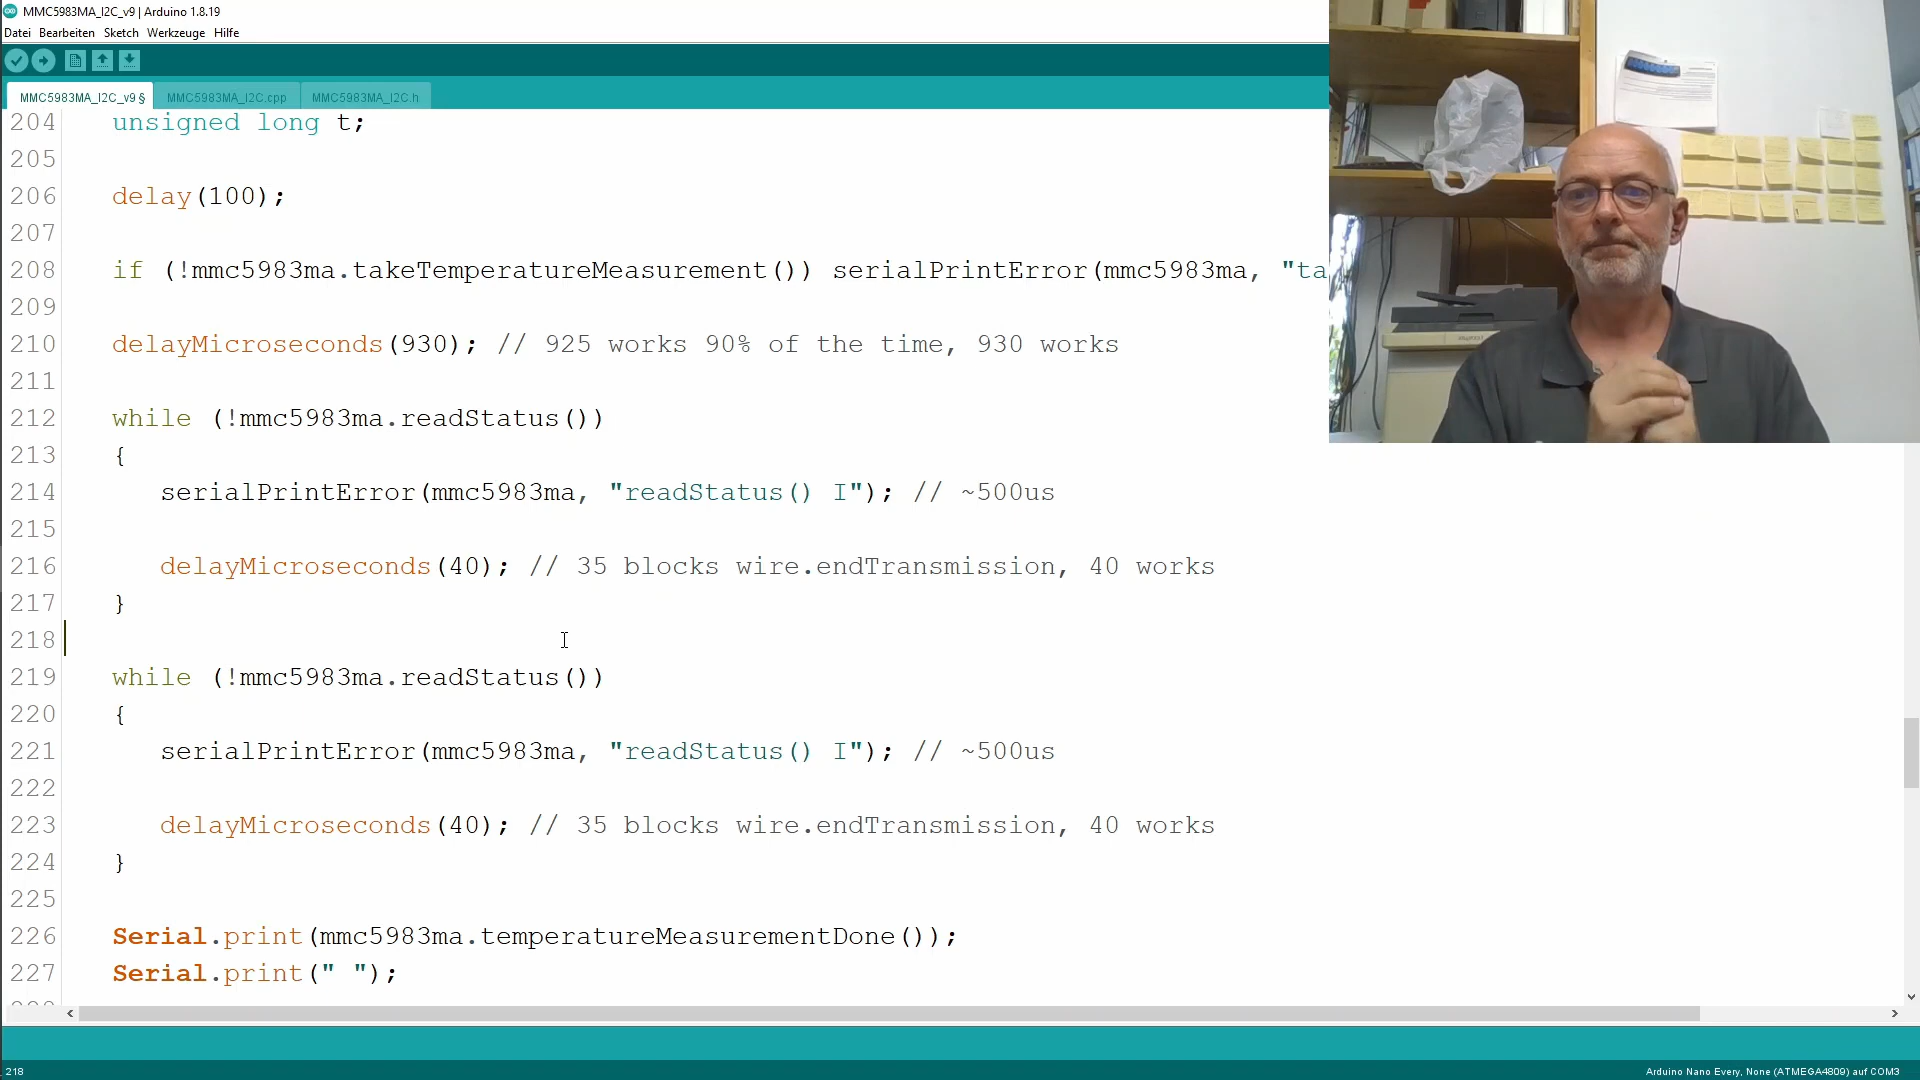 MMC5983MA_I2C_v9 | Arduino 1.8.19
Datei Bearbeiten Sketch Werkzeuge Hilfe
MMC5983MA_I2C_v9 § MMC5983MA_I2C.cpp MMC5983MA_I2C.h
204 unsigned long t;
205
206 delay(100);
207
208 if (!mmc5983ma.takeTemperatureMeasurement()) serialPrintError(mmc5983ma, "ta
209
210 delayMicroseconds(930); // 925 works 90% of the time, 930 works
211
212 while (!mmc5983ma.readStatus())
213 {
214 serialPrintError(mmc5983ma, "readStatus() I"); // ~500us
215
216 delayMicroseconds(40); // 35 blocks wire.endTransmission, 40 works
217 }
218
219 while (!mmc5983ma.readStatus())
220 {
221 serialPrintError(mmc5983ma, "readStatus() I"); // ~500us
222
223 delayMicroseconds(40); // 35 blocks wire.endTransmission, 40 works
224 }
225
226 Serial.print(mmc5983ma.temperatureMeasurementDone());
227 Serial.print(" ");
218 Arduino Nano Every, None (ATMEGA4809) auf COM3